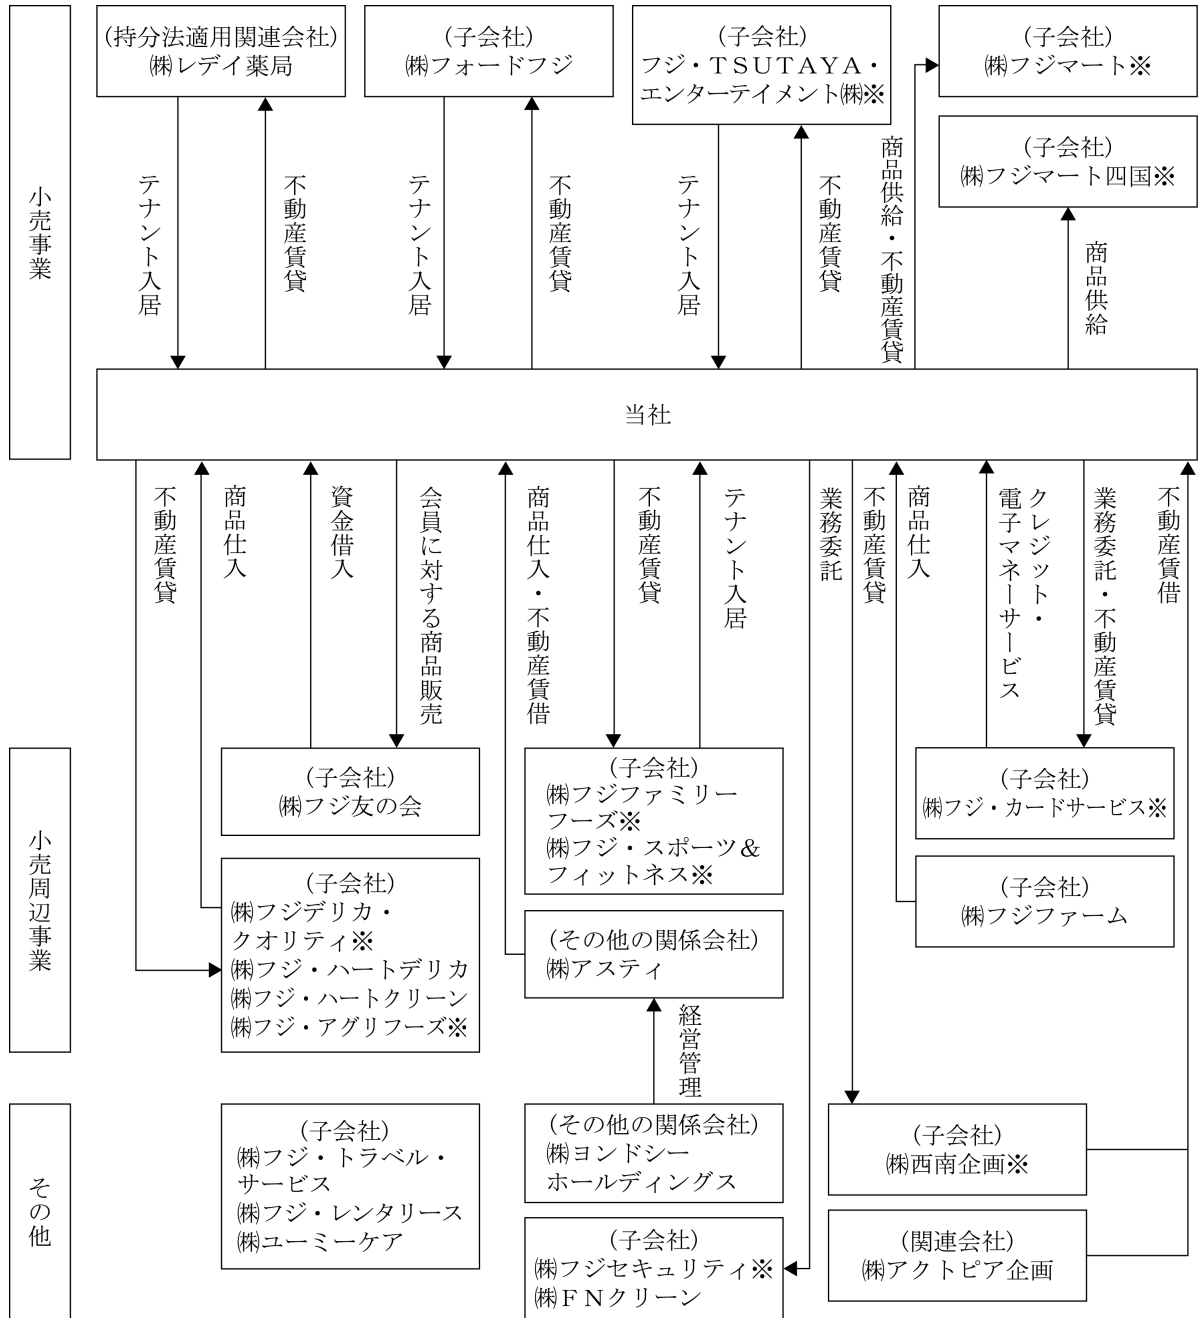 小売事業
(持分法適用関連会社)
㈱レデイ薬局
(子会社)
㈱フォードフジ
(子会社)
フジ・ＴＳＵＴＡＹＡ・
エンターテイメント㈱※
(子会社)
㈱フジマート※
(子会社)
㈱フジマート四国※
テナント入居
不動産賃貸
テナント入居
不動産賃貸
テナント入居
不動産賃貸
商品供給・不動産賃貸
商品供給
当社
不動産賃貸
商品仕入
資金借入
会員に対する商品販売
商品仕入・不動産賃借
不動産賃貸
テナント入居
業務委託
不動産賃貸
商品仕入
クレジット・
電子マネーサービス
業務委託・不動産賃貸
不動産賃借
小売周辺事業
(子会社)
㈱フジ友の会
(子会社)
㈱フジデリカ・
クオリティ※
㈱フジ・ハートデリカ
㈱フジ・ハートクリーン
㈱フジ・アグリフーズ※
(子会社)
㈱フジファミリー
フーズ※
㈱フジ・スポーツ＆
フィットネス※
(その他の関係会社)
㈱アスティ
経営管理
(子会社)
㈱フジ・カードサービス※
(子会社)
㈱フジファーム
その他
(子会社)
㈱フジ・トラベル・
サービス
㈱フジ・レンタリース
㈱ユーミーケア
(その他の関係会社)
㈱ヨンドシー
ホールディングス
(子会社)
㈱フジセキュリティ※
㈱ＦＮクリーン
(子会社)
㈱西南企画※
(関連会社)
㈱アクトピア企画